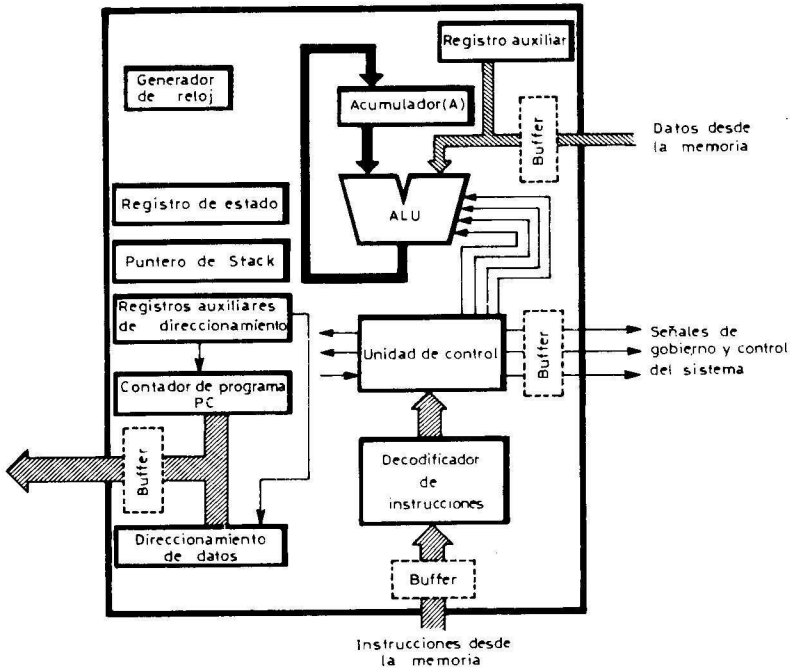 Registro auxiliar
Generador
de reloj
Acumulador(A)
Buffer
Datos desde
la memoria
ALU
Registro de estado
Puntero de Stack
Registros auxiliares
de direccionamiento
Unidad de control
Buffer
Señales de
gobierno y control
del sistema
Contador de programa
PC
Buffer
Decodificador
de
instrucciones
Direccionamiento
de datos
Buffer
Instrucciones desde
la memoria